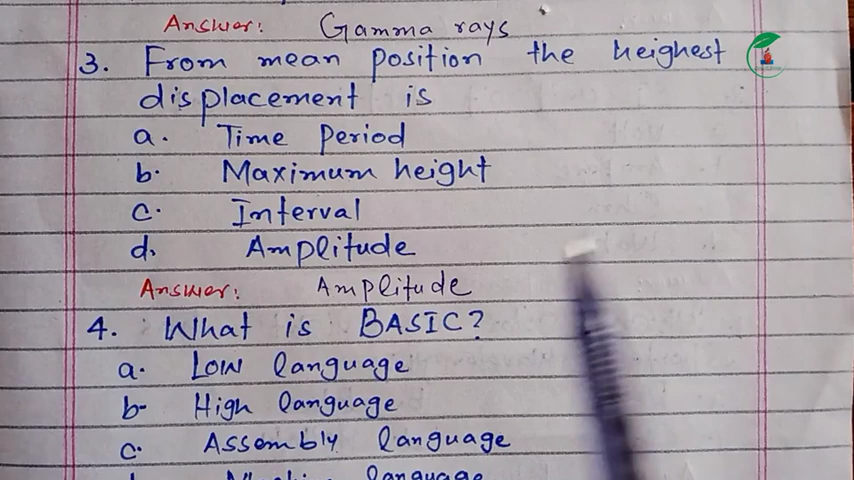 Answer: Gamma rays
3. From mean position the heighest
displacement is
a. Time Period
b. Maximum height
c. Interval
d. Amplitude
Answer: Amplitude
4. What is BASIC?
a. Low language
b- High language
c. Assembly language
language